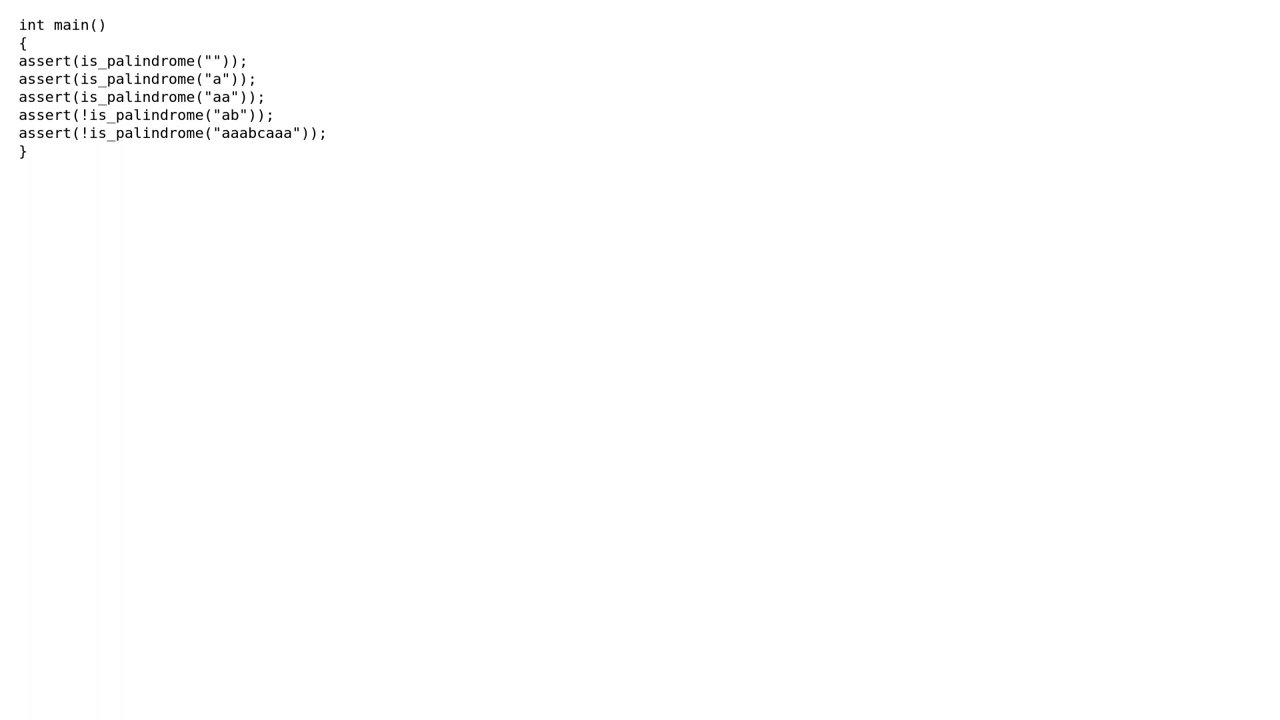 int main()
{
assert(is_palindrome(""));
assert(is_palindrome("a"));
assert(is_palindrome("aa"));
assert(!is_palindrome("ab"));
assert(!is_palindrome("aaabcaaa"));
}